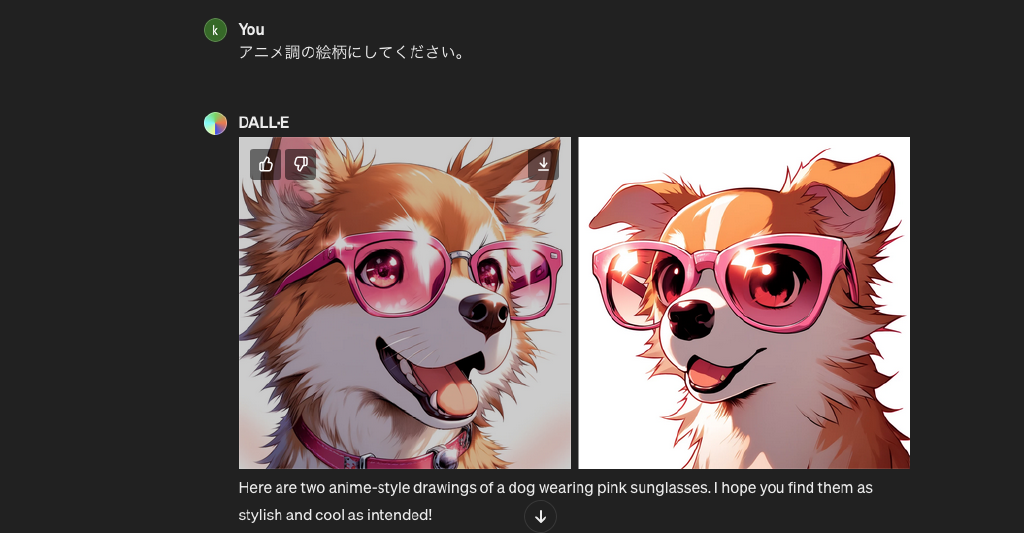 k You
アニメ調の絵柄にしてください。
DALL·E
Here are two anime-style drawings of a dog wearing pink sunglasses. I hope you find them as
stylish and cool as intended!